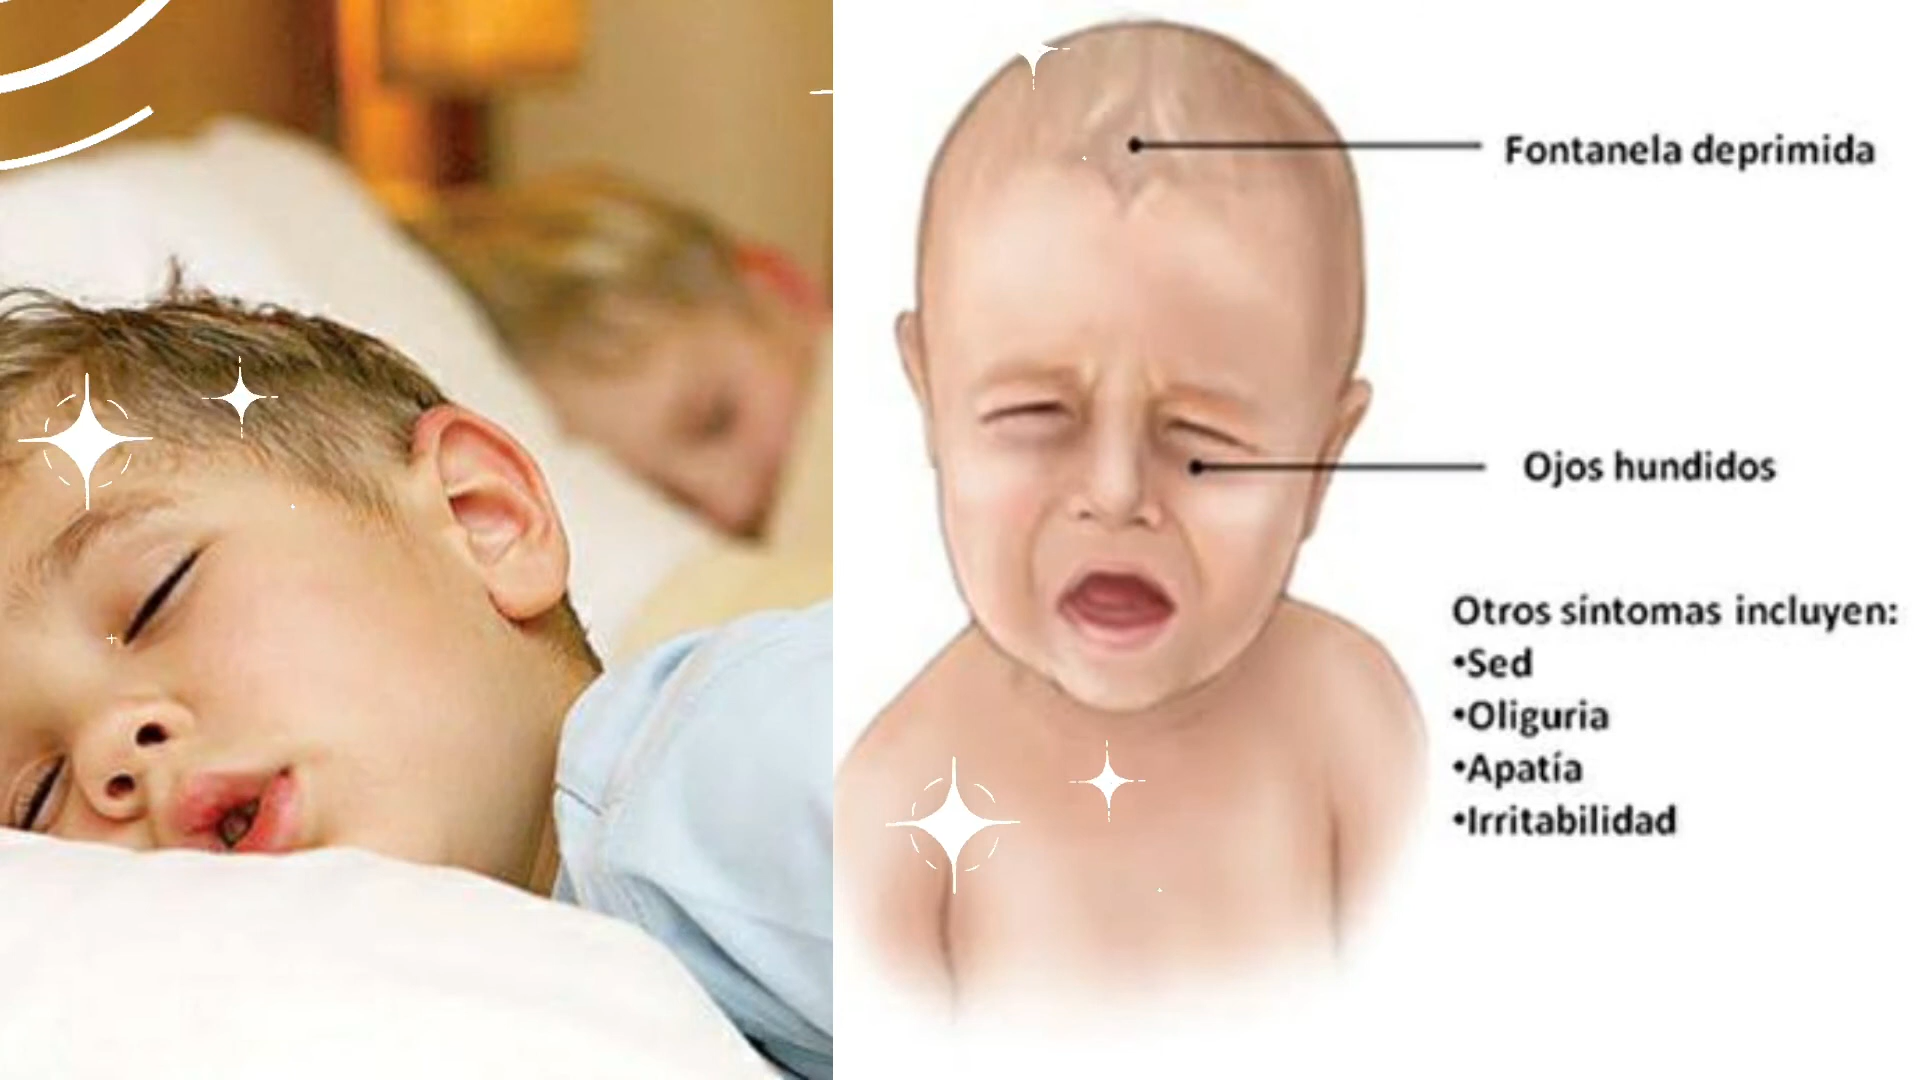 Fontanela deprimida
Ojos hundidos
Otros síntomas incluyen:
•Sed
•Oliguria
•Apatía
•Irritabilidad